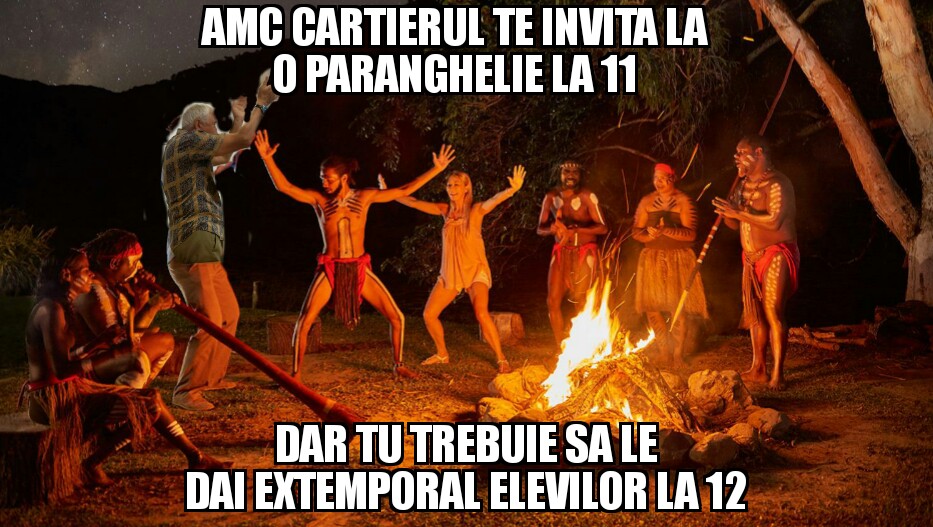 AMC CARTIERUL TE INVITA LA
O PARANGHELIE LA 11
DAR TU TREBUIE SA LE
DAI EXTEMPORAL ELEVILOR LA 12